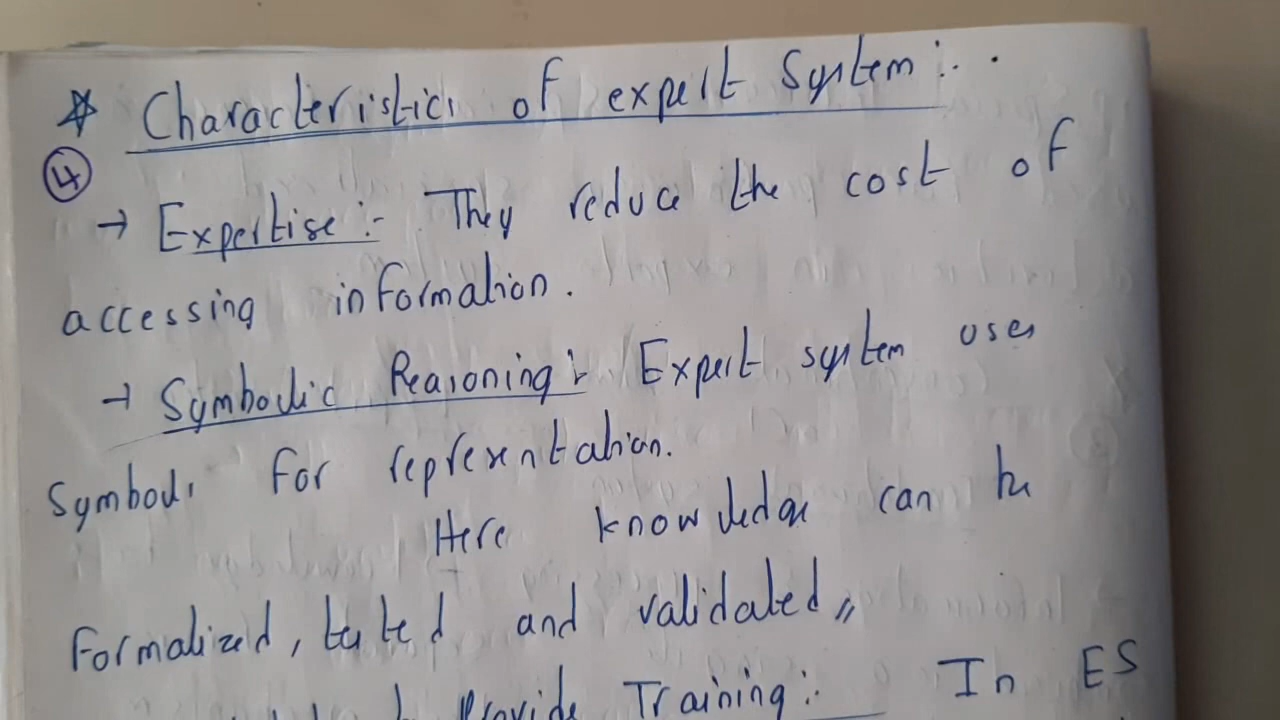 ☆ Characteristics of expert System :- .
④
→ Expertise :- They reduce the cost of
accessing information.
→ Symbolic Reasoning :- Expert system uses
Symbols for representation.
Here knowledge can be
Formalized, tested and validated,,
Provide Training :- In ES